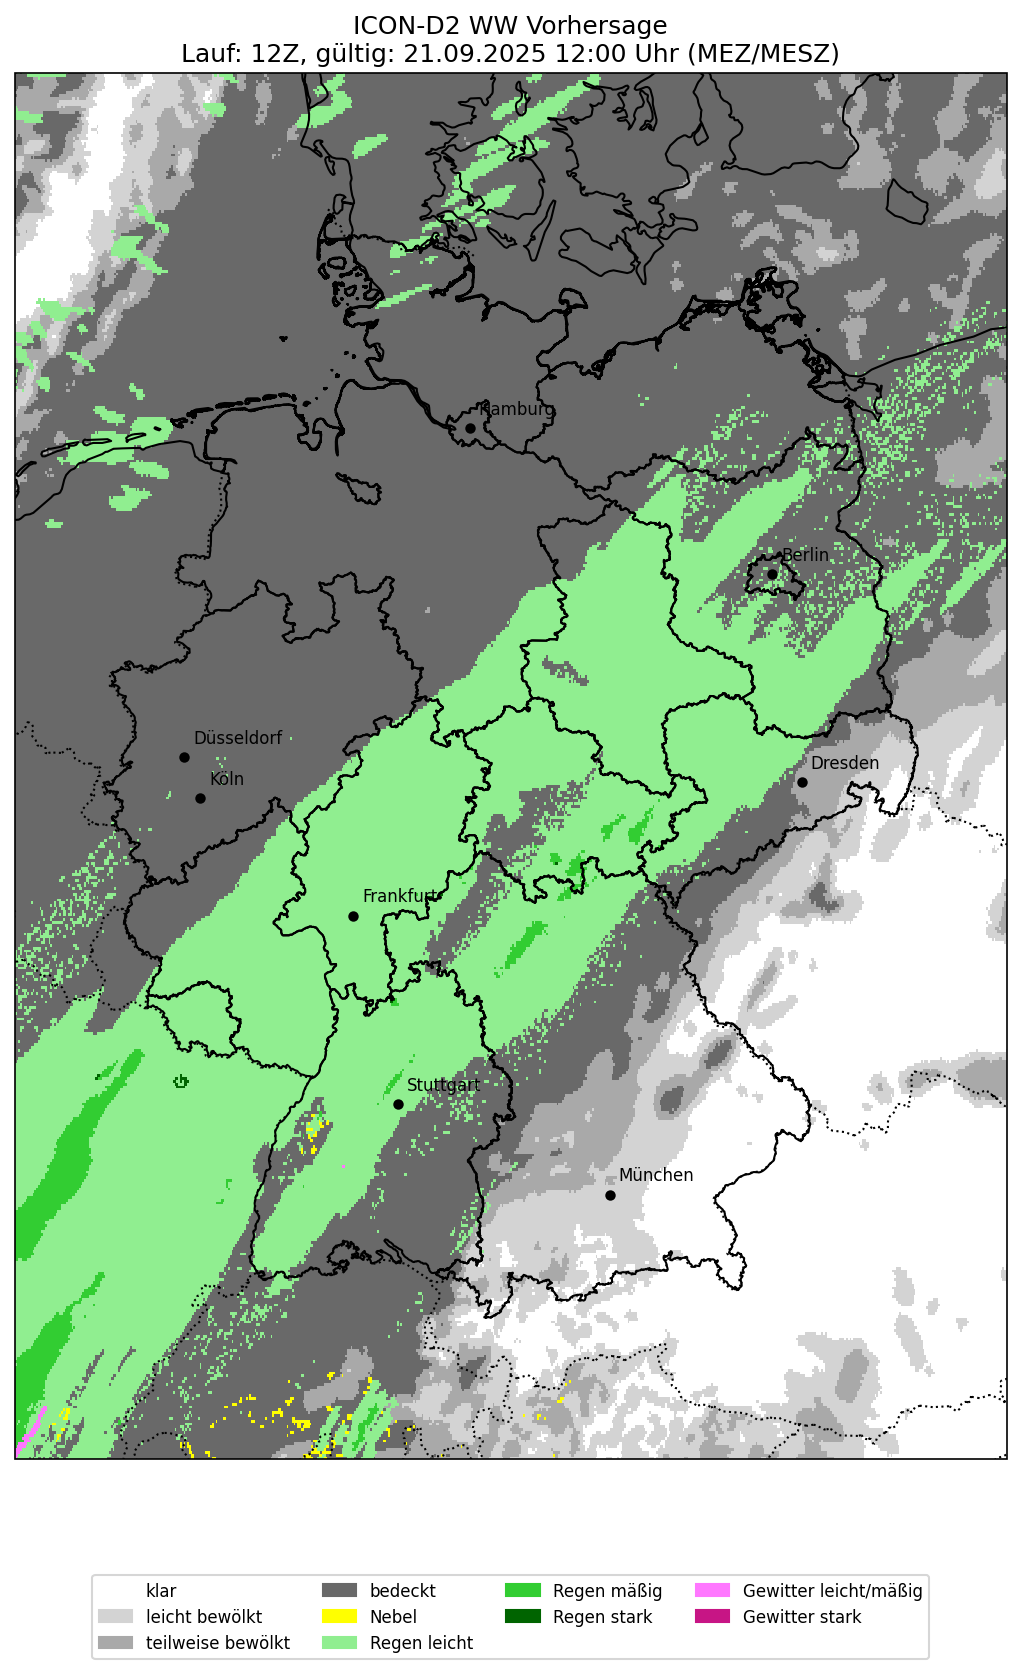 ICON-D2 WW Vorhersage
Lauf: 12Z, gültig: 21.09.2025 12:00 Uhr (MEZ/MESZ)
Hamburg
Berlin
Düsseldorf
Köln
Dresden
Frankfurt
Stuttgart
München
klar
leicht bewölkt
teilweise bewölkt
bedeckt
Nebel
Regen leicht
Regen mäßig
Regen stark
Gewitter leicht/mäßig
Gewitter stark